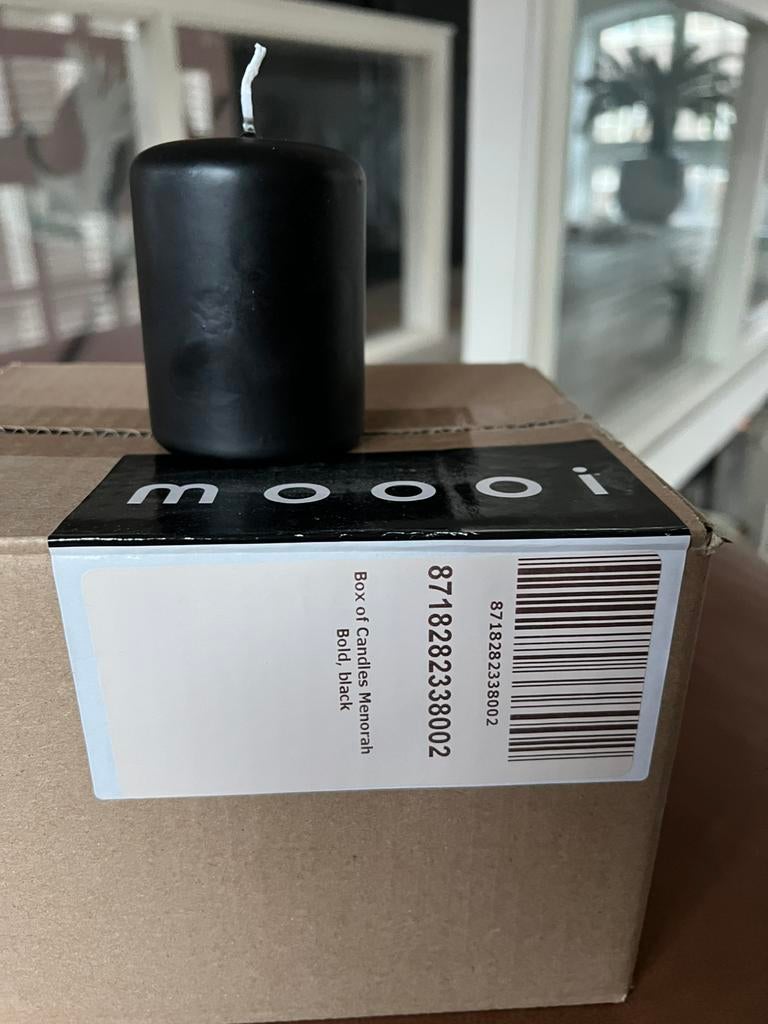 moooi
8718282338002
8718282338002
Box of Candles Menorah
Bold, black